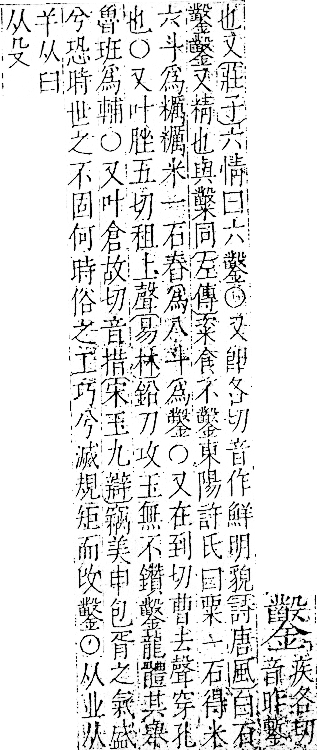 鑿
疾各切
音昨鑿
也又莊子六情曰六鑿○又卽各切音作鮮明貌詩唐風白石
鑿鑿又精也與糳同左傳粢食不鑿東陽許氏曰粟一石得米
六斗爲糲糲米一石舂爲八斗爲鑿○又在到切曹去聲穿孔
也○又叶脞五切租上聲易林鉛刀攻玉無不鑽鑿龍體其舉
魯班爲輔○又叶倉故切音措宋玉九辯竊美申包胥之氣盛
兮恐時世之不固何時俗之工巧兮滅規矩而改鑿○从业从
𢆉从臼
从殳